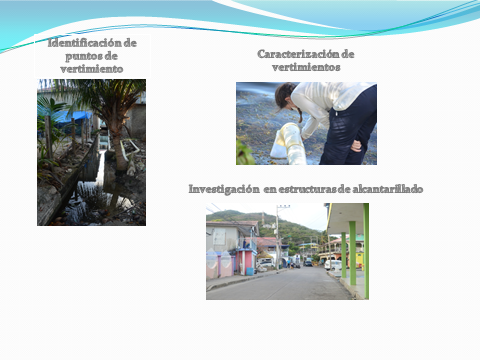 Identificación de
puntos de
vertimiento
Caracterización de
vertimientos
Investigación en estructuras de alcantarillado